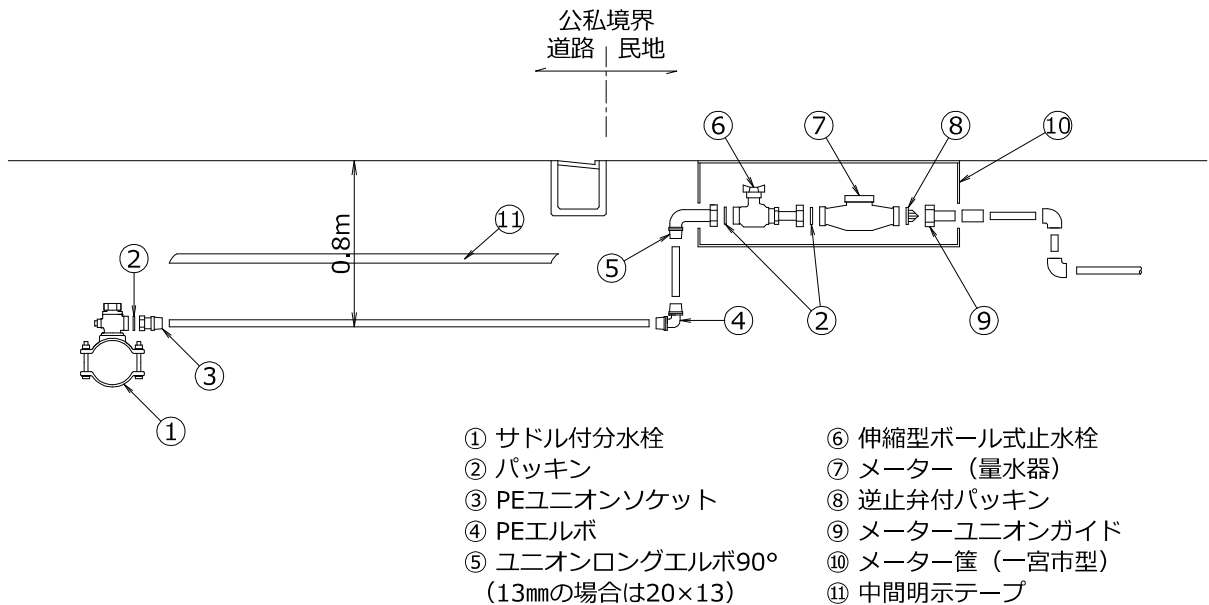 公私境界
道路 民地
⑥
⑦
⑧
⑩
0.8m
⑪
②
⑤
④
②
⑨
③
①
① サドル付分水栓
② パッキン
③ PEユニオンソケット
④ PEエルボ
⑤ ユニオンロングエルボ90°
（13㎜の場合は20×13）
⑥ 伸縮型ボール式止水栓
⑦ メーター（量水器）
⑧ 逆止弁付パッキン
⑨ メーターユニオンガイド
⑩ メーター筐（一宮市型）
⑪ 中間明示テープ